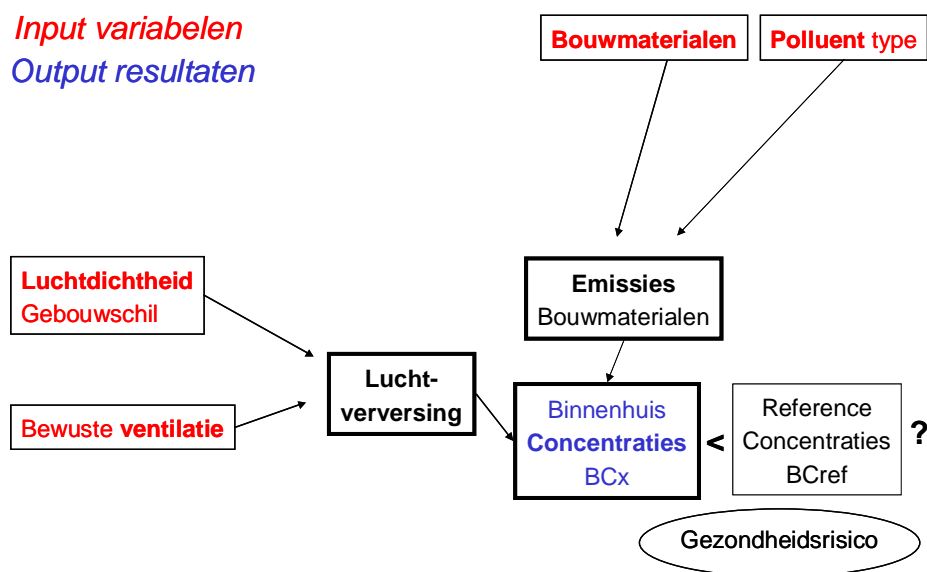 Input variabelen
Output resultaten
Bouwmaterialen
Polluent type
Luchtdichtheid
Gebouwschil
Emissies
Bouwmaterialen
Lucht-
verversing
Bewuste ventilatie
Binnenhuis
Concentraties
BCx
<
Reference
Concentraties
BCref
?
Gezondheidsrisico